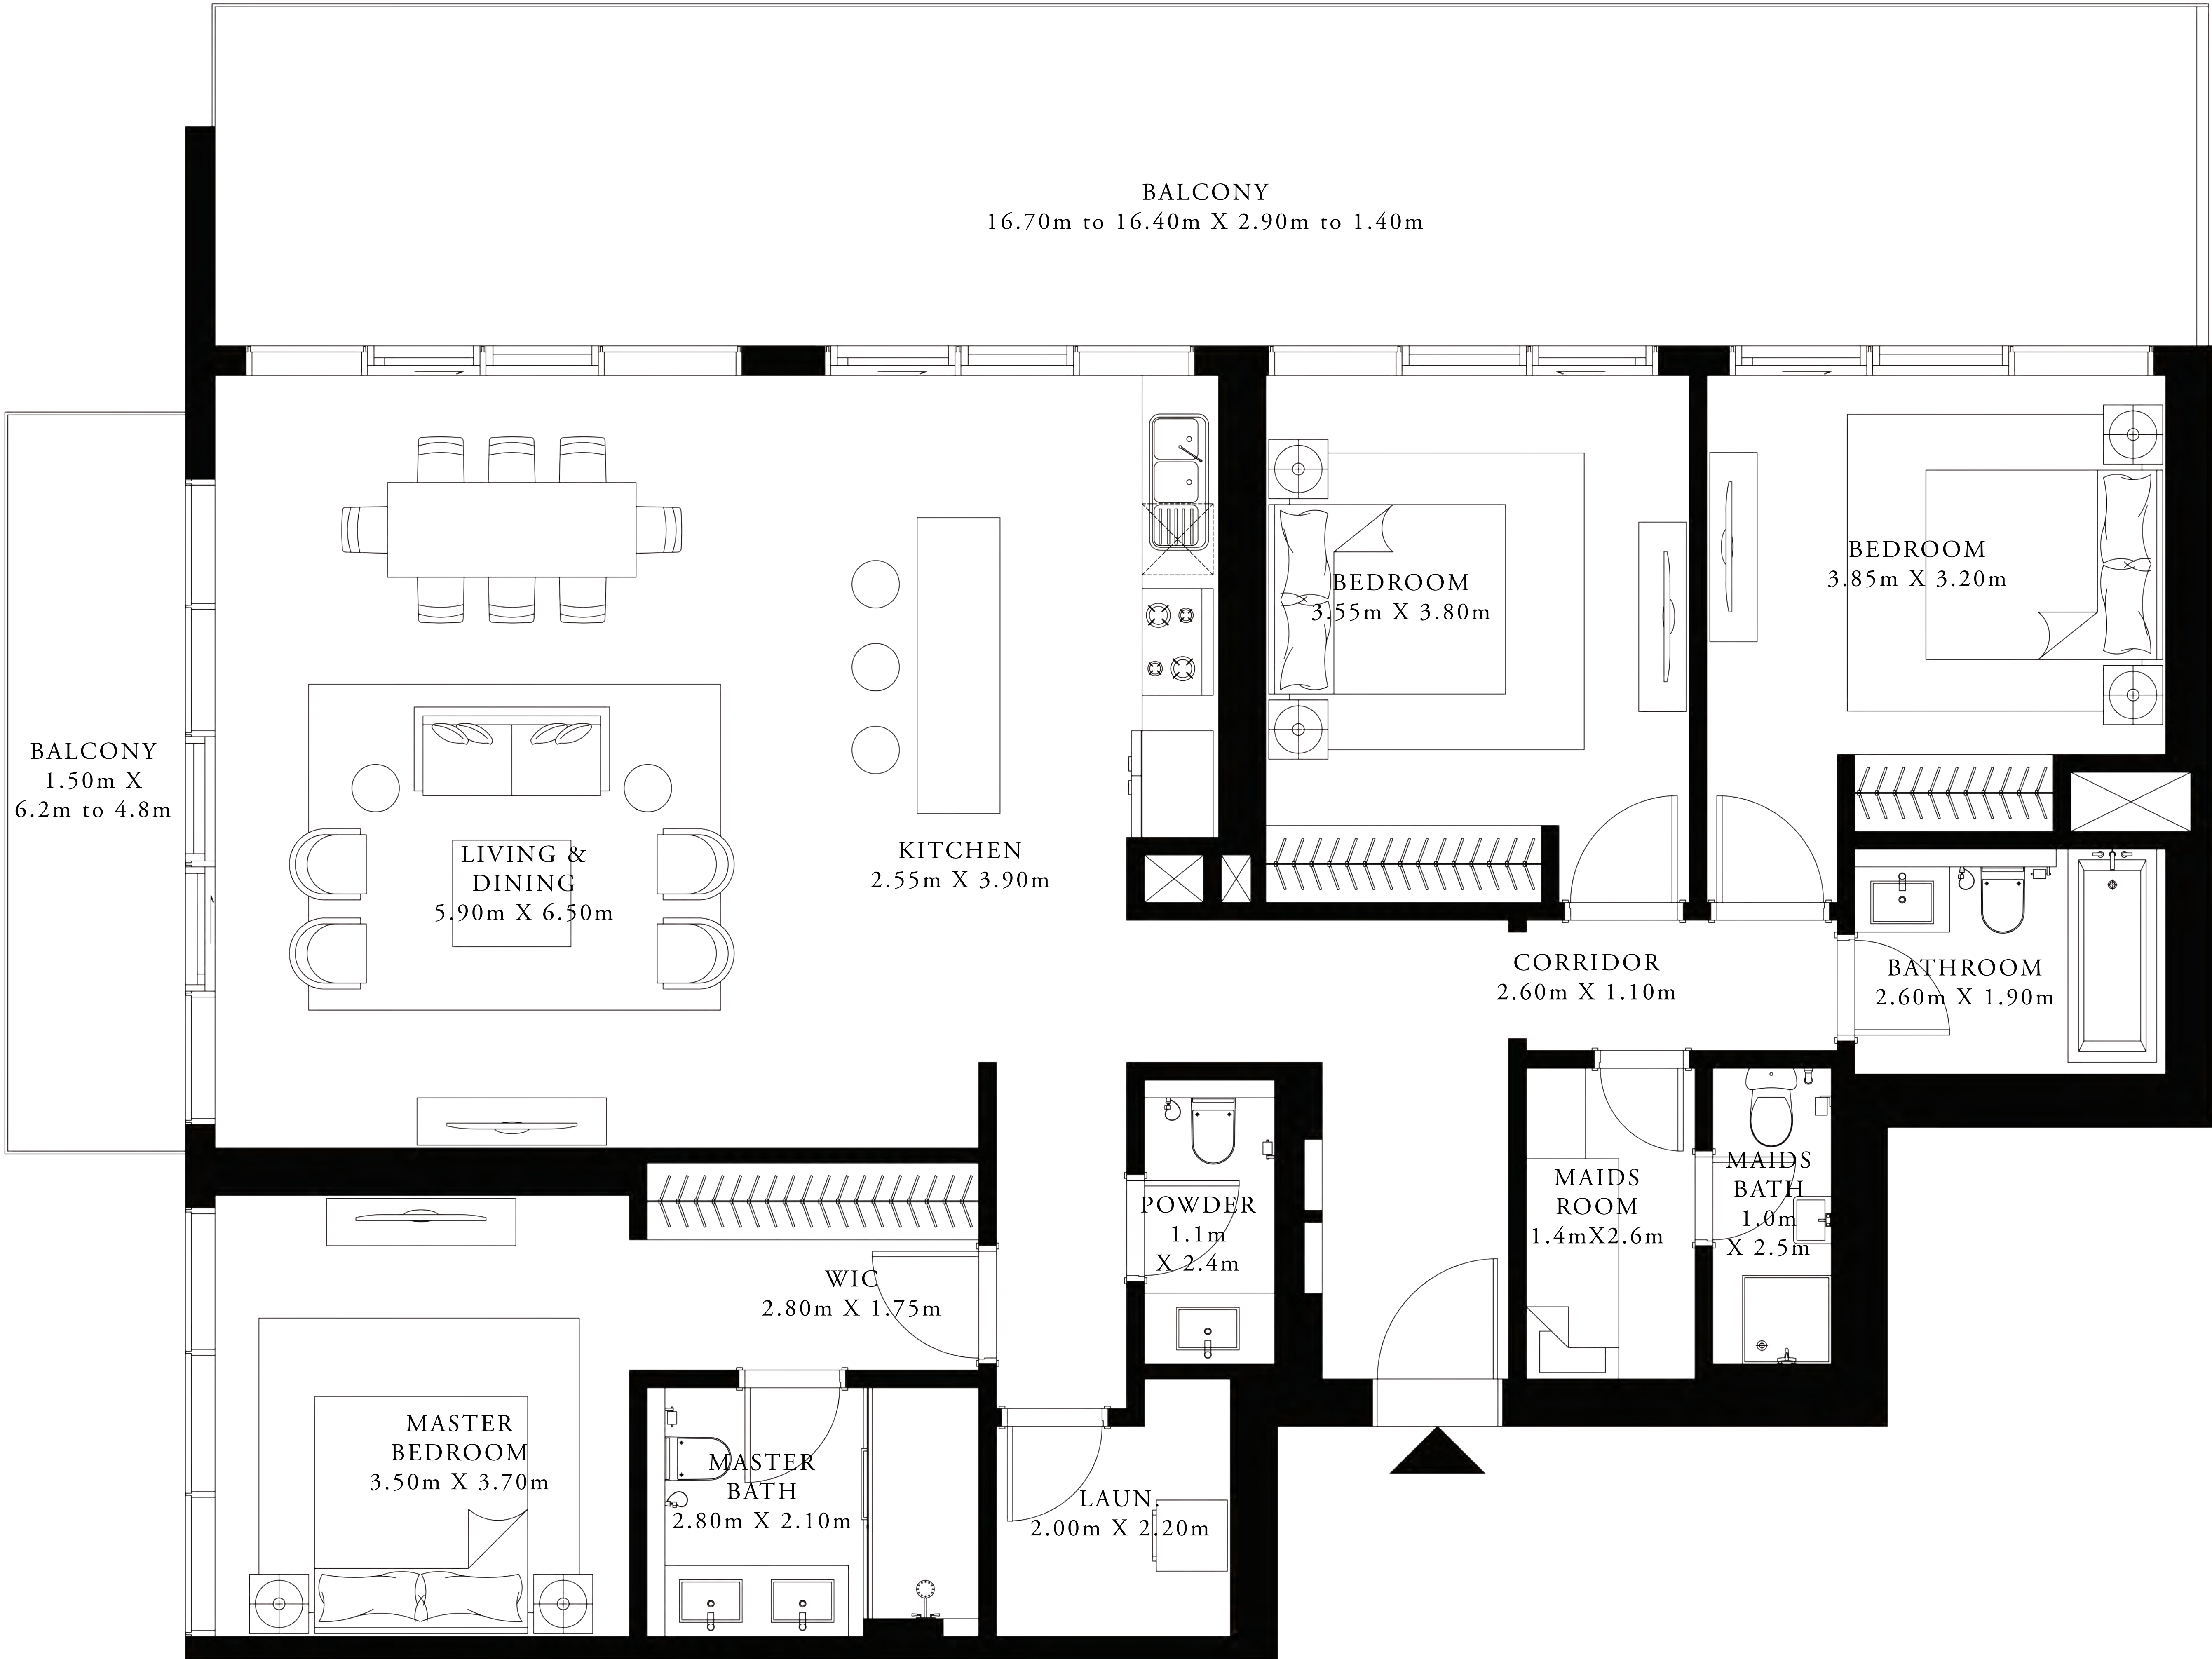 BALCONY
16.70m to 16.40m X 2.90m to 1.40m
BEDROOM
3.85m X 3.20m
BEDROOM
3.55m X 3.80m
BALCONY
1.50m X
6.2m to 4.8m
LIVING &
DINING
5.90m X 6.50m
KITCHEN
2.55m X 3.90m
CORRIDOR
2.60m X 1.10m
BATHROOM
2.60m X 1.90m
MAIDS
ROOM
1.4mX2.6m
MAIDS
BATH
1.0m
X 2.5m
POWDER
1.1m
X 2.4m
WIC
2.80m X 1.75m
MASTER
BEDROOM
3.50m X 3.70m
MASTER
BATH
2.80m X 2.10m
LAUN.
2.00m X 2.20m